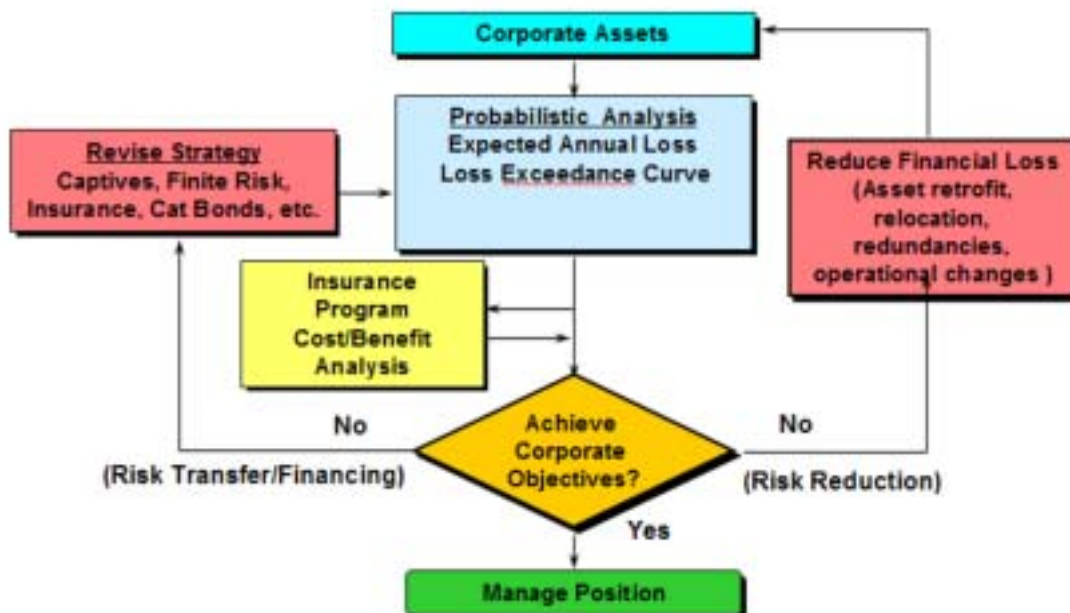 Corporate Assets
Probabilistic Analysis
Expected Annual Loss
Loss Exceedance Curve
Revise Strategy
Captives, Finite Risk,
Insurance, Cat Bonds, etc.
Reduce Financial Loss
(Asset retrofit,
relocation,
redundancies,
operational changes )
Insurance
Program
Cost/Benefit
Analysis
Achieve
Corporate
Objectives?
No
(Risk Transfer/Financing)
No
(Risk Reduction)
Yes
Manage Position